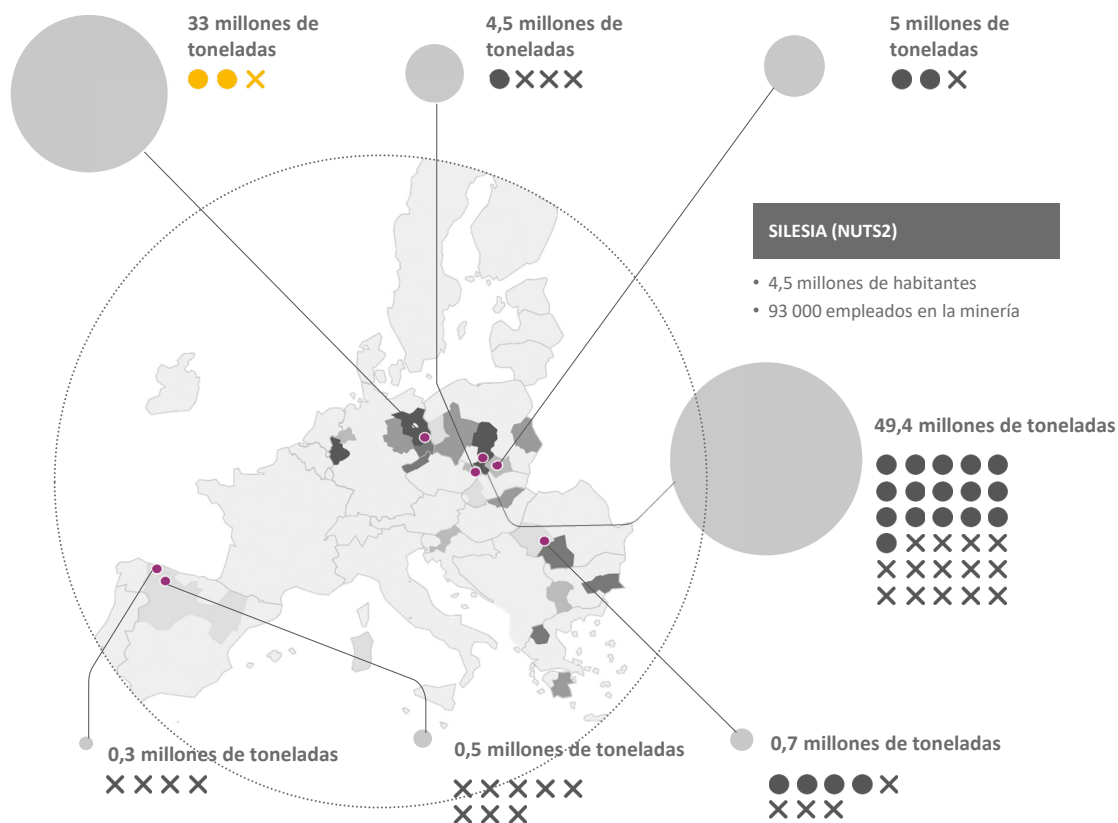 33 millones de
toneladas
4,5 millones de
toneladas
5 millones de
toneladas
SILESIA (NUTS2)
• 4,5 millones de habitantes
• 93 000 empleados en la minería
49,4 millones de toneladas
0,3 millones de toneladas
0,5 millones de toneladas
0,7 millones de toneladas